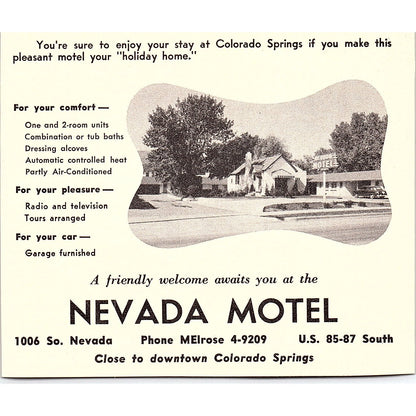 You're sure to enjoy your stay at Colorado Springs if you make this
pleasant motel your "holiday home."
For your comfort —
One and 2-room units
Combination or tub baths
Dressing alcoves
Automatic controlled heat
Partly Air-Conditioned
For your pleasure —
Radio and television
Tours arranged
For your car —
Garage furnished
MOTEL
A friendly welcome awaits you at the
NEVADA MOTEL
1006 So. Nevada Phone MElrose 4-9209 U.S. 85-87 South
Close to downtown Colorado Springs